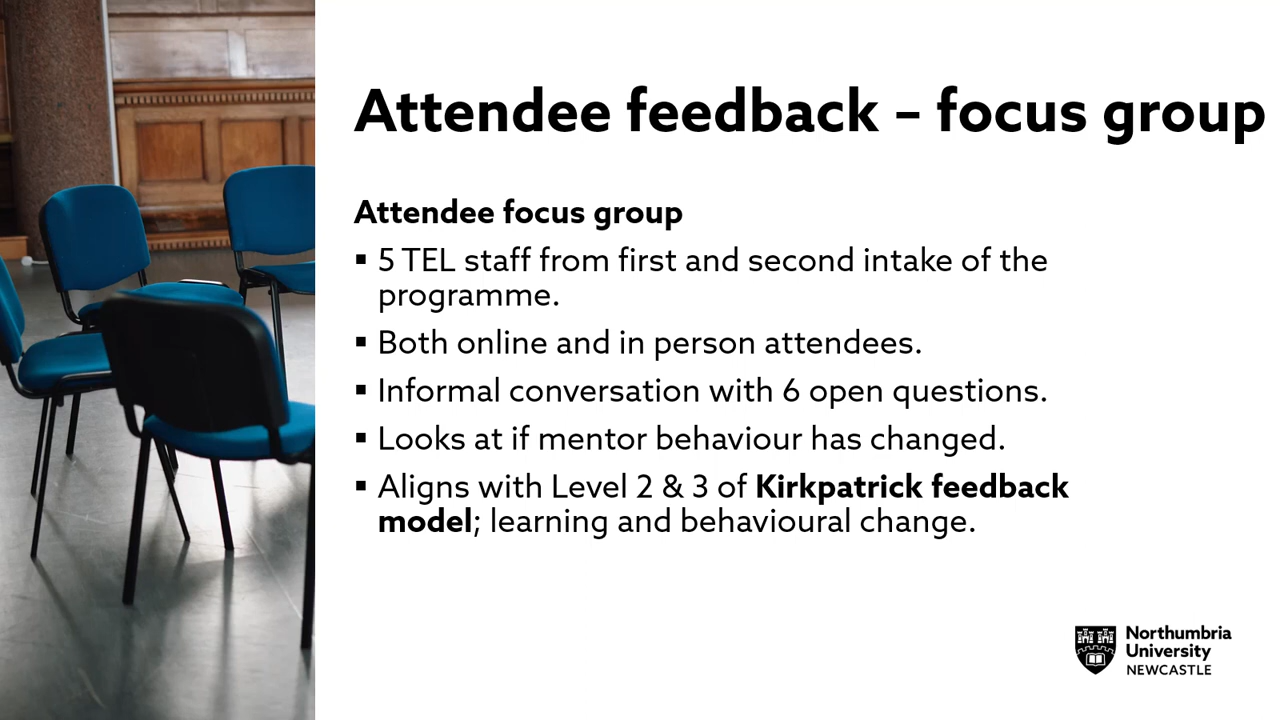 Attendee feedback – focus group
Attendee focus group
▪ 5 TEL staff from first and second intake of the
programme.
▪ Both online and in person attendees.
▪ Informal conversation with 6 open questions.
▪ Looks at if mentor behaviour has changed.
▪ Aligns with Level 2 & 3 of Kirkpatrick feedback
model; learning and behavioural change.
Northumbria
University
NEWCASTLE